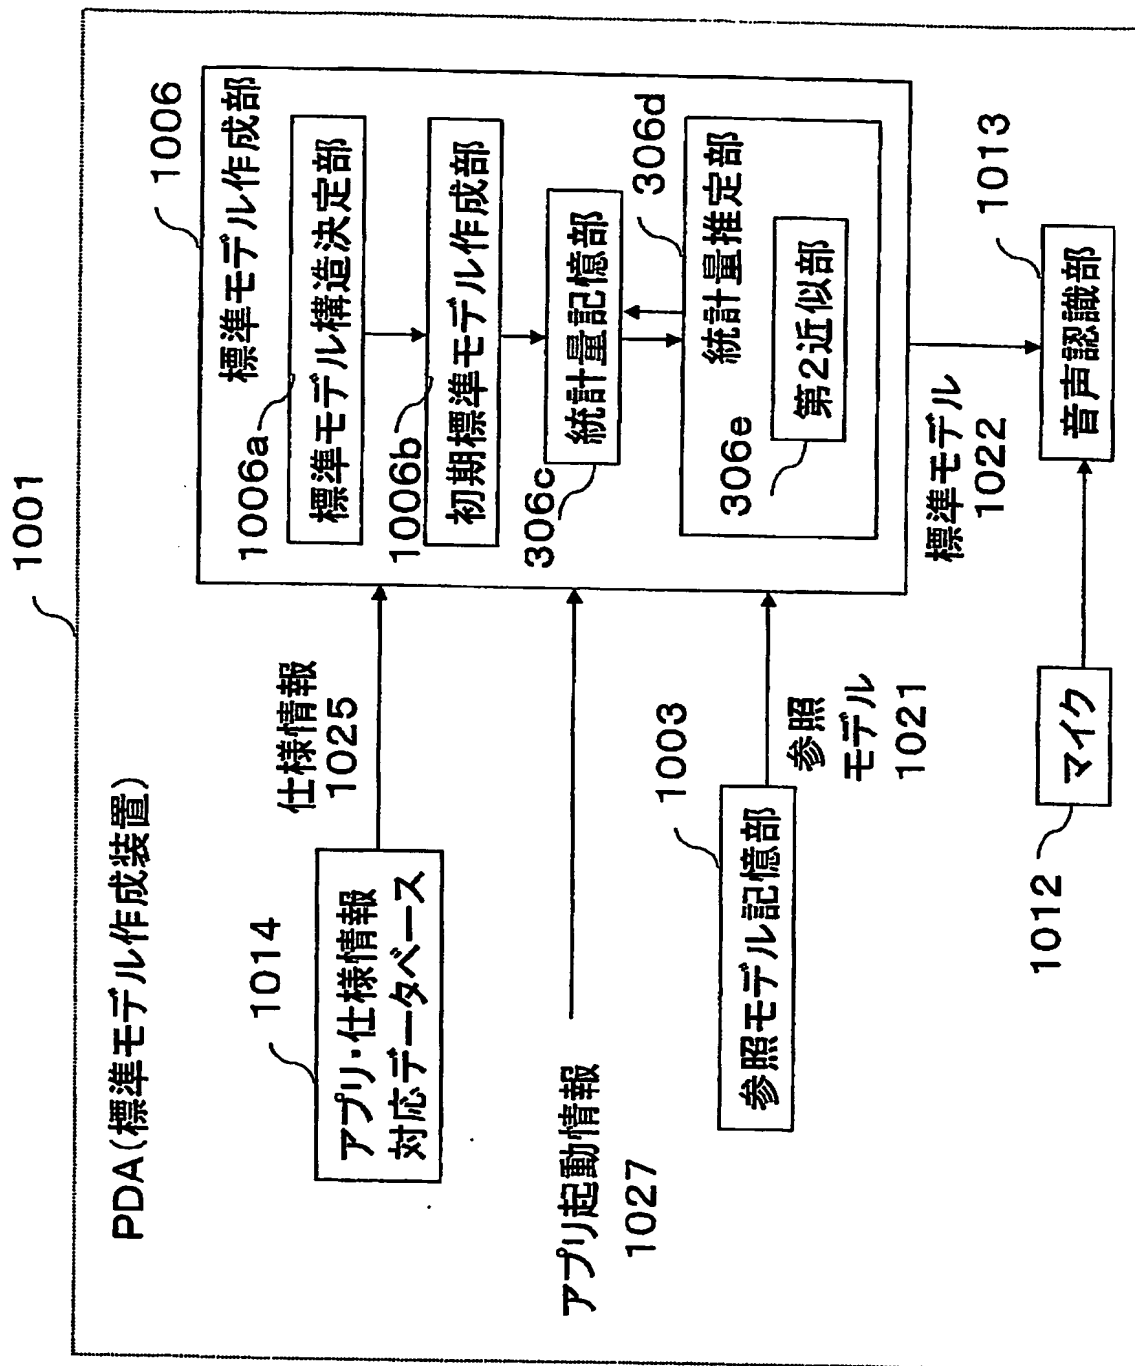 1001
PDA(標準モデル作成装置)
1014
アプリ・仕様情報
対応データベース
仕様情報
1025
アプリ起動情報
1027
1003
参照モデル記憶部
参照
モデル
1021
1006
標準モデル作成部
1006a
標準モデル構造決定部
1006b
初期標準モデル作成部
306c
統計量記憶部
306d
統計量推定部
306e
第2近似部
標準モデル
1022
1012
マイク
1013
音声認識部